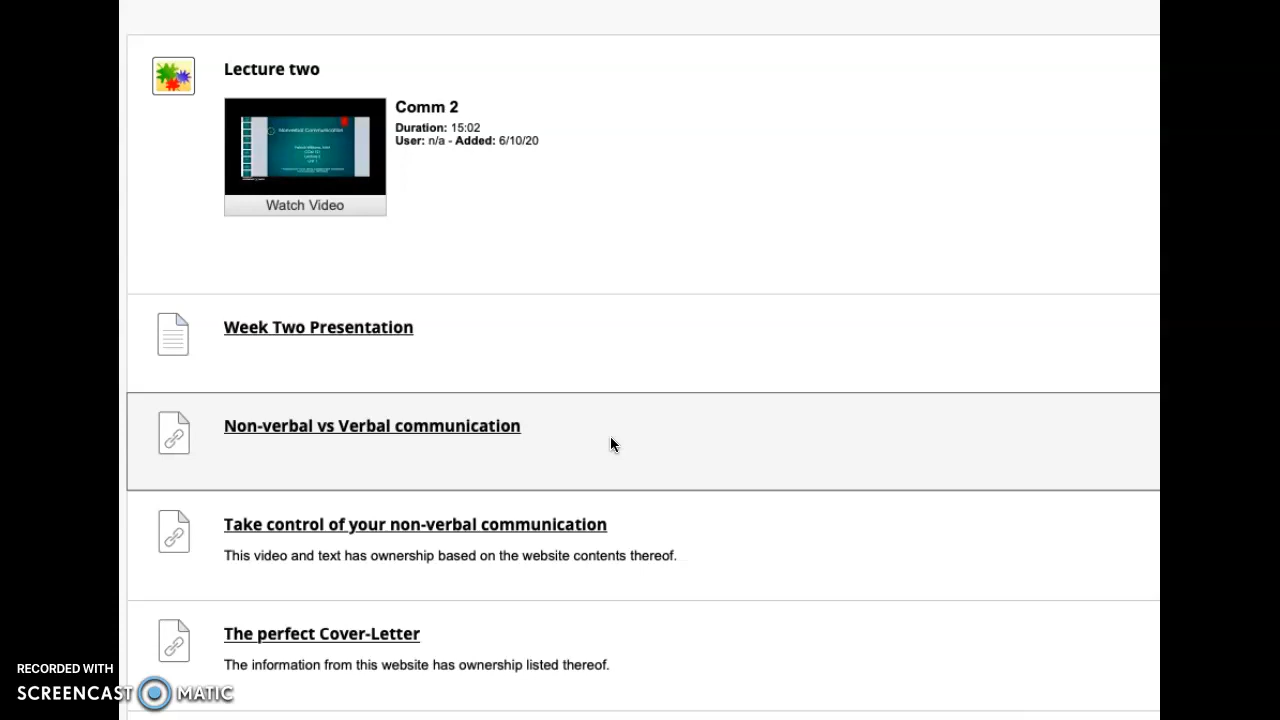 Lecture two
Comm 2
Duration: 15:02
User: n/a - Added: 6/10/20
Nonverbal Communication
Watch Video
Week Two Presentation
Non-verbal vs Verbal communication
Take control of your non-verbal communication
This video and text has ownership based on the website contents thereof.
The perfect Cover-Letter
The information from this website has ownership listed thereof.
RECORDED WITH
SCREENCAST MATIC